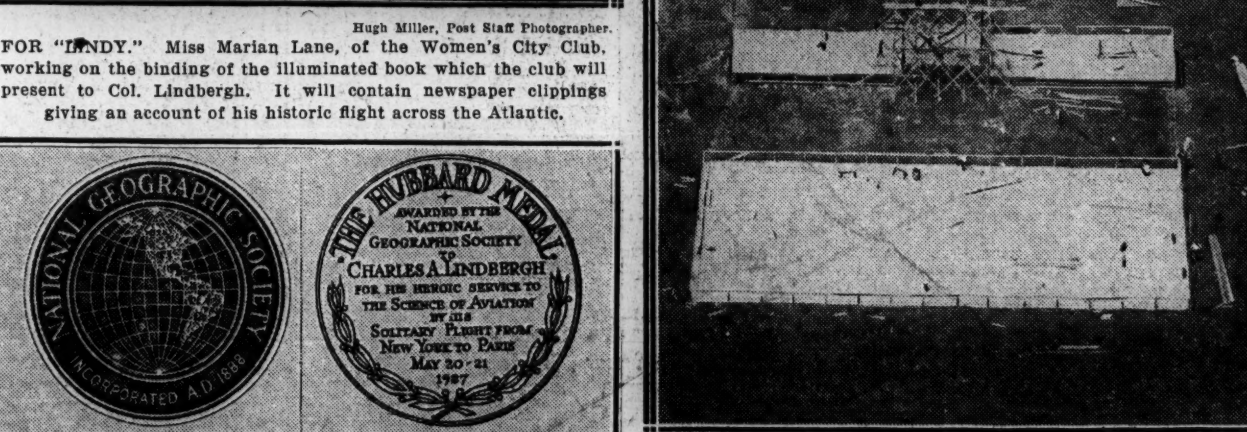 Hugh Miller, Post Staff Photographer.
FOR "LINDY." Miss Marian Lane, of the Women's City Club,
working on the binding of the illuminated book which the club will
present to Col. Lindbergh. It will contain newspaper clippings
giving an account of his historic flight across the Atlantic.
NATIONAL GEOGRAPHIC SOCIETY
INCORPORATED A.D. 1888
THE HUBBARD MEDAL
AWARDED BY THE
NATIONAL
GEOGRAPHIC SOCIETY
TO
CHARLES A. LINDBERGH
FOR HIS HEROIC SERVICE TO
THE SCIENCE OF AVIATION
BY HIS
SOLITARY FLIGHT FROM
NEW YORK TO PARIS
MAY 20-21
1927